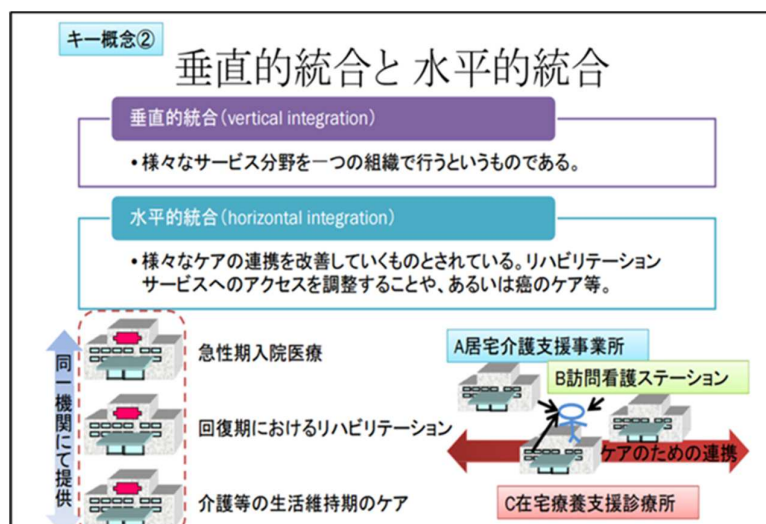 キー概念②
垂直的統合と水平的統合
垂直的統合(vertical integration)
•様々なサービス分野を一つの組織で行うというものである。
水平的統合(horizontal integration)
•様々なケアの連携を改善していくものとされている。リハビリテーション
サービスへのアクセスを調整することや、あるいは癌のケア等。
同一機関にて提供
急性期入院医療
回復期におけるリハビリテーション
介護等の生活維持期のケア
A居宅介護支援事業所
B訪問看護ステーション
ケアのための連携
C在宅療養支援診療所